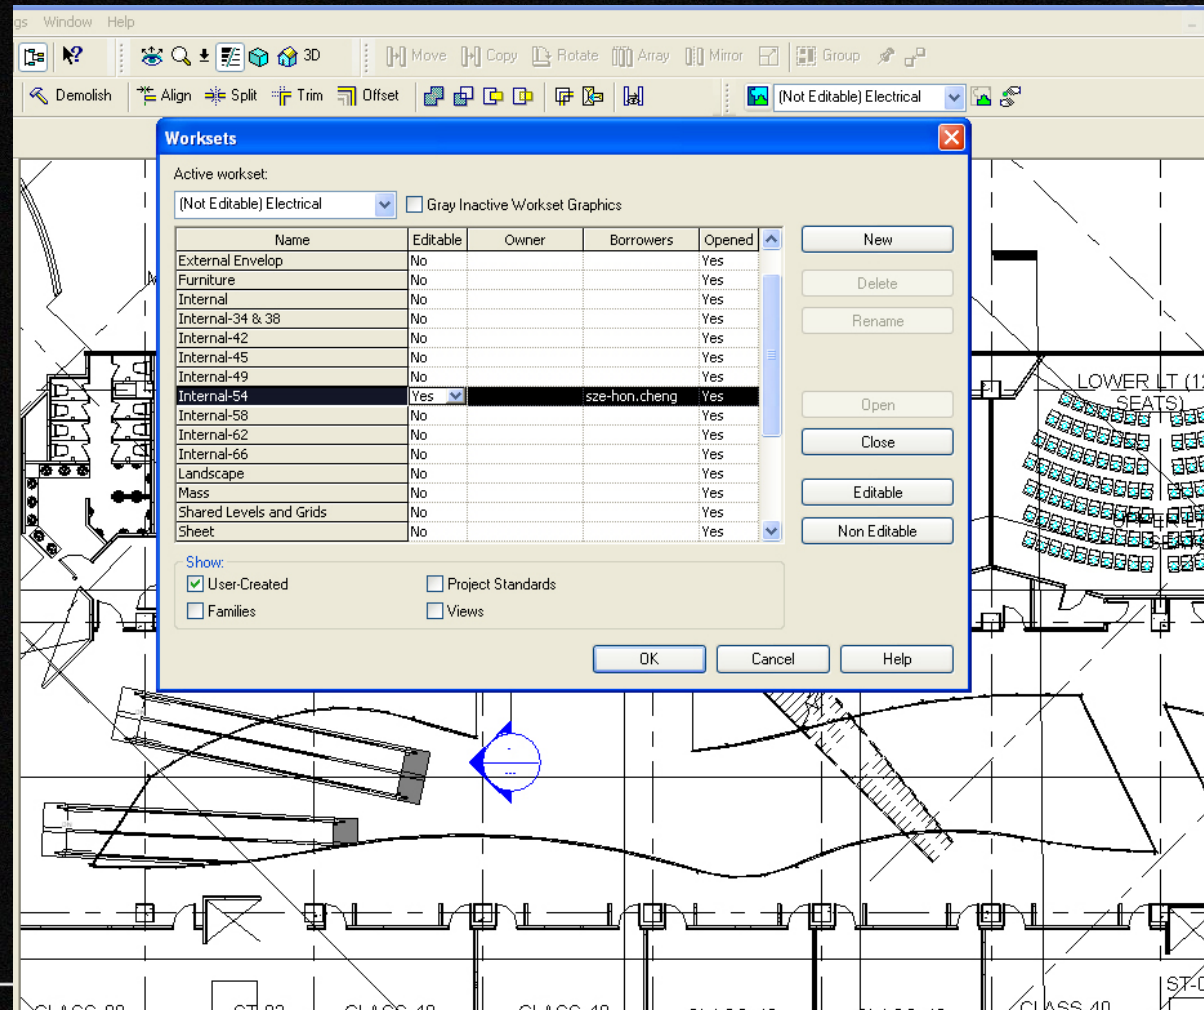 gs Window Help
3D Move Copy Rotate Array Mirror Group
Demolish Align Split Trim Offset (Not Editable) Electrical
Worksets
Active workset:
(Not Editable) Electrical Gray Inactive Workset Graphics
Name Editable Owner Borrowers Opened
External Envelop No Yes
Furniture No Yes
Internal No Yes
Internal-34 & 38 No Yes
Internal-42 No Yes
Internal-45 No Yes
Internal-49 No Yes
Internal-54 Yes sze-hon.cheng Yes
Internal-58 No Yes
Internal-62 No Yes
Internal-66 No Yes
Landscape No Yes
Mass No Yes
Shared Levels and Grids No Yes
Sheet No Yes
New
Delete
Rename
Open
Close
Editable
Non Editable
Show:
User-Created Project Standards
Families Views
OK Cancel Help
LOWER LT (12
SEATS)
ST-0
CLASS 40